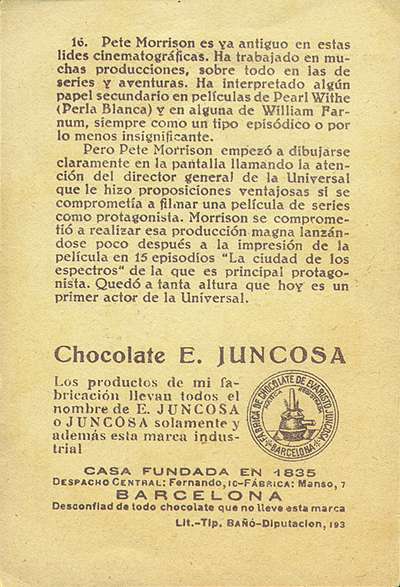 16. Pete Morrison es ya antiguo en estas
lides cinematográficas. Ha trabajado en mu-
chas producciones, sobre todo en las de
series y aventuras. Ha interpretado algún
papel secundario en películas de Pearl Withe
(Perla Blanca) y en alguna de William Far-
num, siempre como un tipo episódico o por
lo menos insignificante.
Pero Pete Morrison empezó a dibujarse
claramente en la pantalla llamando la aten-
ción del director general de la Universal
que le hizo proposiciones ventajosas si se
comprometía a filmar una película de series
como protagonista. Morrison se comprome-
tió a realizar esa producción magna lanzán-
dose poco después a la impresión de la
película en 15 episodios "La ciudad de los
espectros" de la que es principal protago-
nista. Quedó a tanta altura que hoy es un
primer actor de la Universal.
Chocolate E. JUNCOSA
Los productos de mi fa-
bricación llevan todos el
nombre de E. JUNCOSA
o JUNCOSA solamente y
además esta marca indus-
trial
FABRICA DE CHOCOLATE DE EVARISTO JUNCOSA
BARCELONA
CASA FUNDADA EN 1835
DESPACHO CENTRAL: Fernando, 10-FÁBRICA: Manso, 7
BARCELONA
Desconfiad de todo chocolate que no lleve esta marca
Lit.-Tip. BAÑÓ-Diputacion, 193